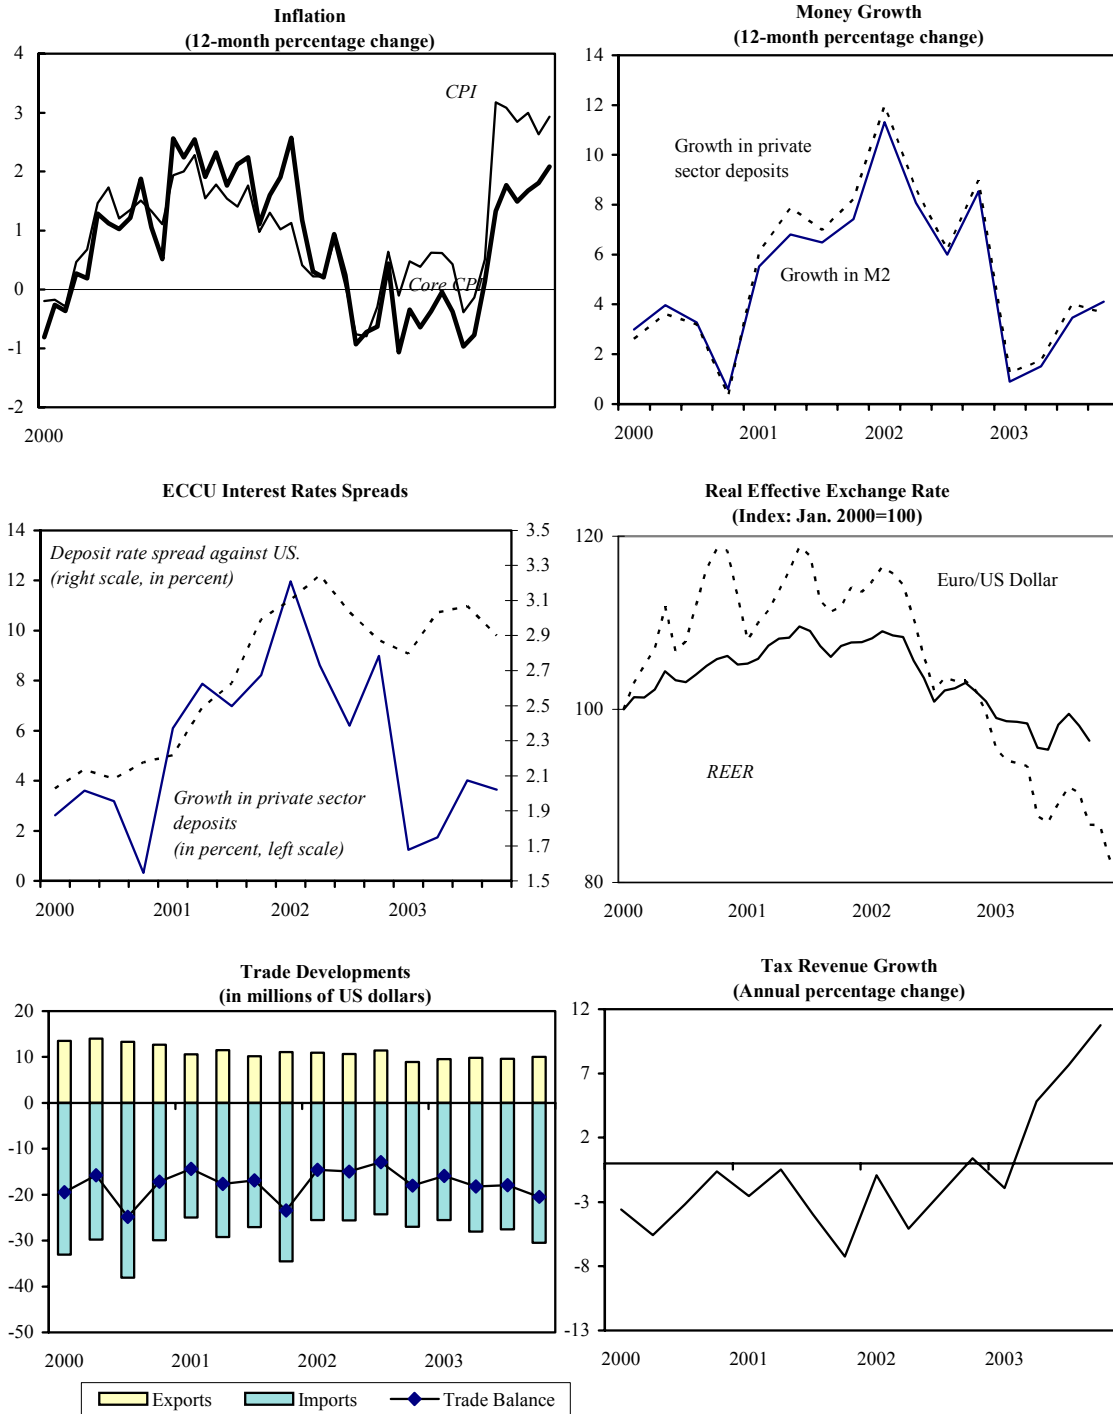 Inflation
(12-month percentage change)
4
3
2
1
0
-1
-2
CPI
Core CPI
2000
Money Growth
(12-month percentage change)
14
12
10
8
6
4
2
0
Growth in private
sector deposits
Growth in M2
2000 2001 2002 2003
ECCU Interest Rates Spreads
14
12
10
8
6
4
2
0
3.5
3.3
3.1
2.9
2.7
2.5
2.3
2.1
1.9
1.7
1.5
Deposit rate spread against US.
(right scale, in percent)
Growth in private sector
deposits
(in percent, left scale)
2000 2001 2002 2003
Real Effective Exchange Rate
(Index: Jan. 2000=100)
120
100
80
Euro/US Dollar
REER
2000 2001 2002 2003
Trade Developments
(in millions of US dollars)
20
10
0
-10
-20
-30
-40
-50
2000 2001 2002 2003
Exports Imports Trade Balance
Tax Revenue Growth
(Annual percentage change)
12
7
2
-3
-8
-13
2000 2001 2002 2003